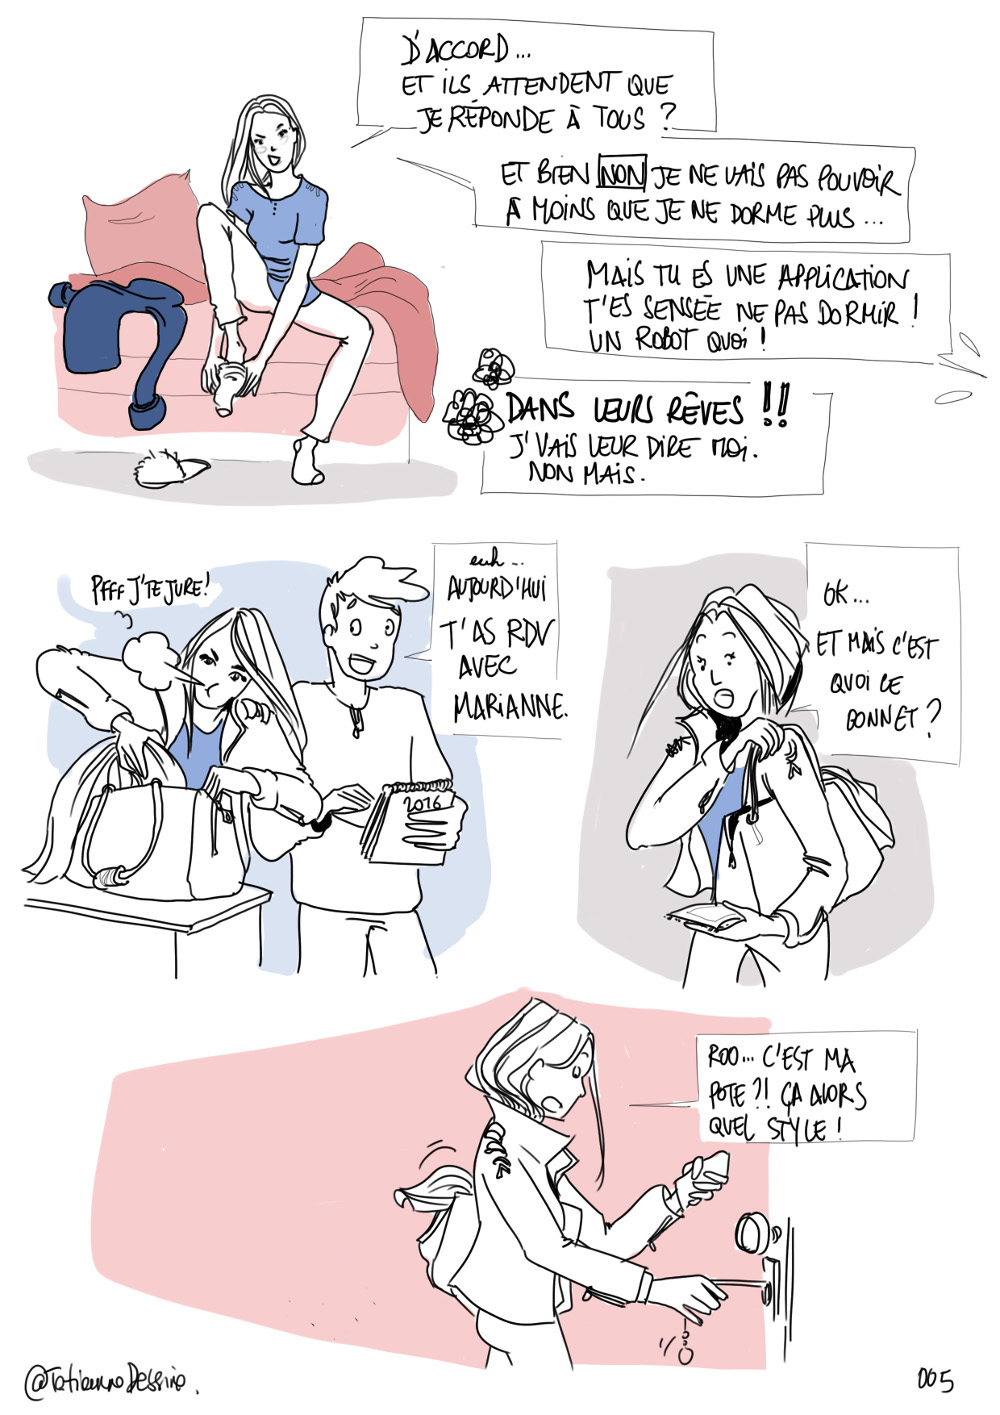 D'ACCORD...
ET ILS ATTENDENT QUE
JE RÉPONDE À TOUS ?
ET BIEN NON JE NE VAIS PAS POUVOIR
À MOINS QUE JE NE DORME PLUS...
MAIS TU ES UNE APPLICATION
T'ES SENSÉE NE PAS DORMIR !
UN ROBOT QUOI !
DANS LEURS RÊVES !!
J'VAIS LEUR DIRE MOI.
NON MAIS.
PFFF J'TE JURE !
euh...
AUJOURD'HUI
T'AS RDV
AVEC
MARIANNE.
2016
OK...
ET MAIS C'EST
QUOI CE
BONNET ?
ROO... C'EST MA
POTE ?! ÇA ALORS
QUEL STYLE !
@TatiannaDessine.
005